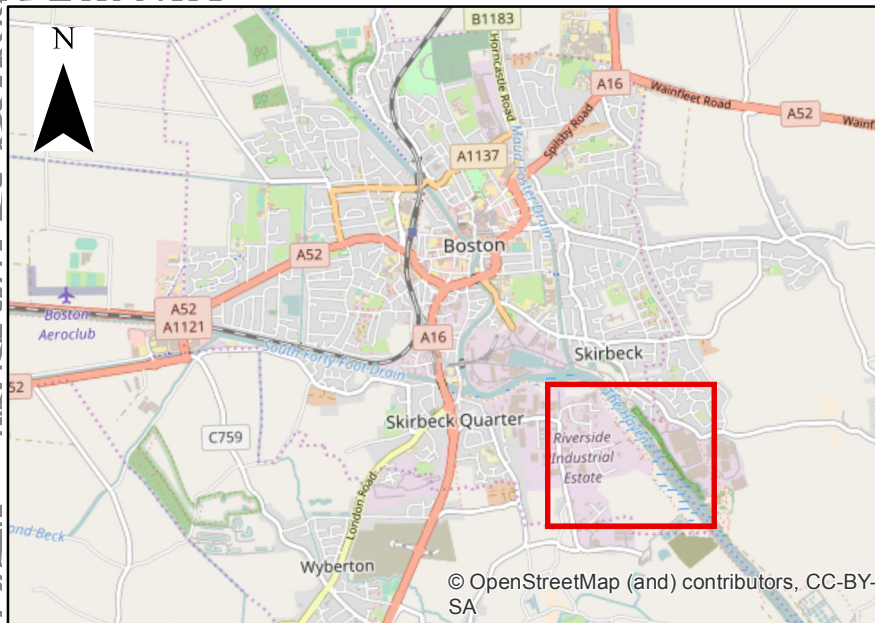 N
B1183
Horncastle Road
A16
Wainfleet Road
A52
Wainf
Spilsby Road
Maud Foster Drain
A1137
Boston
A52
A52
A1121
Boston
Aeroclub
A16
South Forty Foot Drain
Skirbeck
52
Skirbeck Quarter
C759
Riverside
Industrial
Estate
The Haven
London Road
ond Beck
Wyberton
© OpenStreetMap (and) contributors, CC-BY-
SA